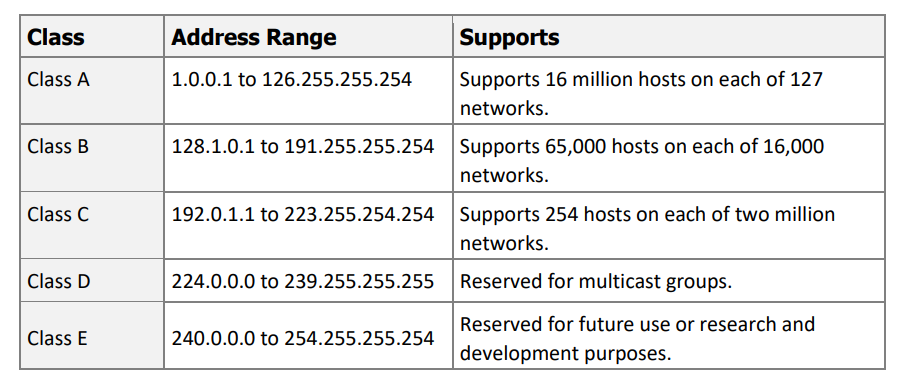 Class Address Range Supports
Class A 1.0.0.1 to 126.255.255.254 Supports 16 million hosts on each of 127
networks.
Class B 128.1.0.1 to 191.255.255.254 Supports 65,000 hosts on each of 16,000
networks.
Class C 192.0.1.1 to 223.255.254.254 Supports 254 hosts on each of two million
networks.
Class D 224.0.0.0 to 239.255.255.255 Reserved for multicast groups.
Class E 240.0.0.0 to 254.255.255.254 Reserved for future use or research and
development purposes.